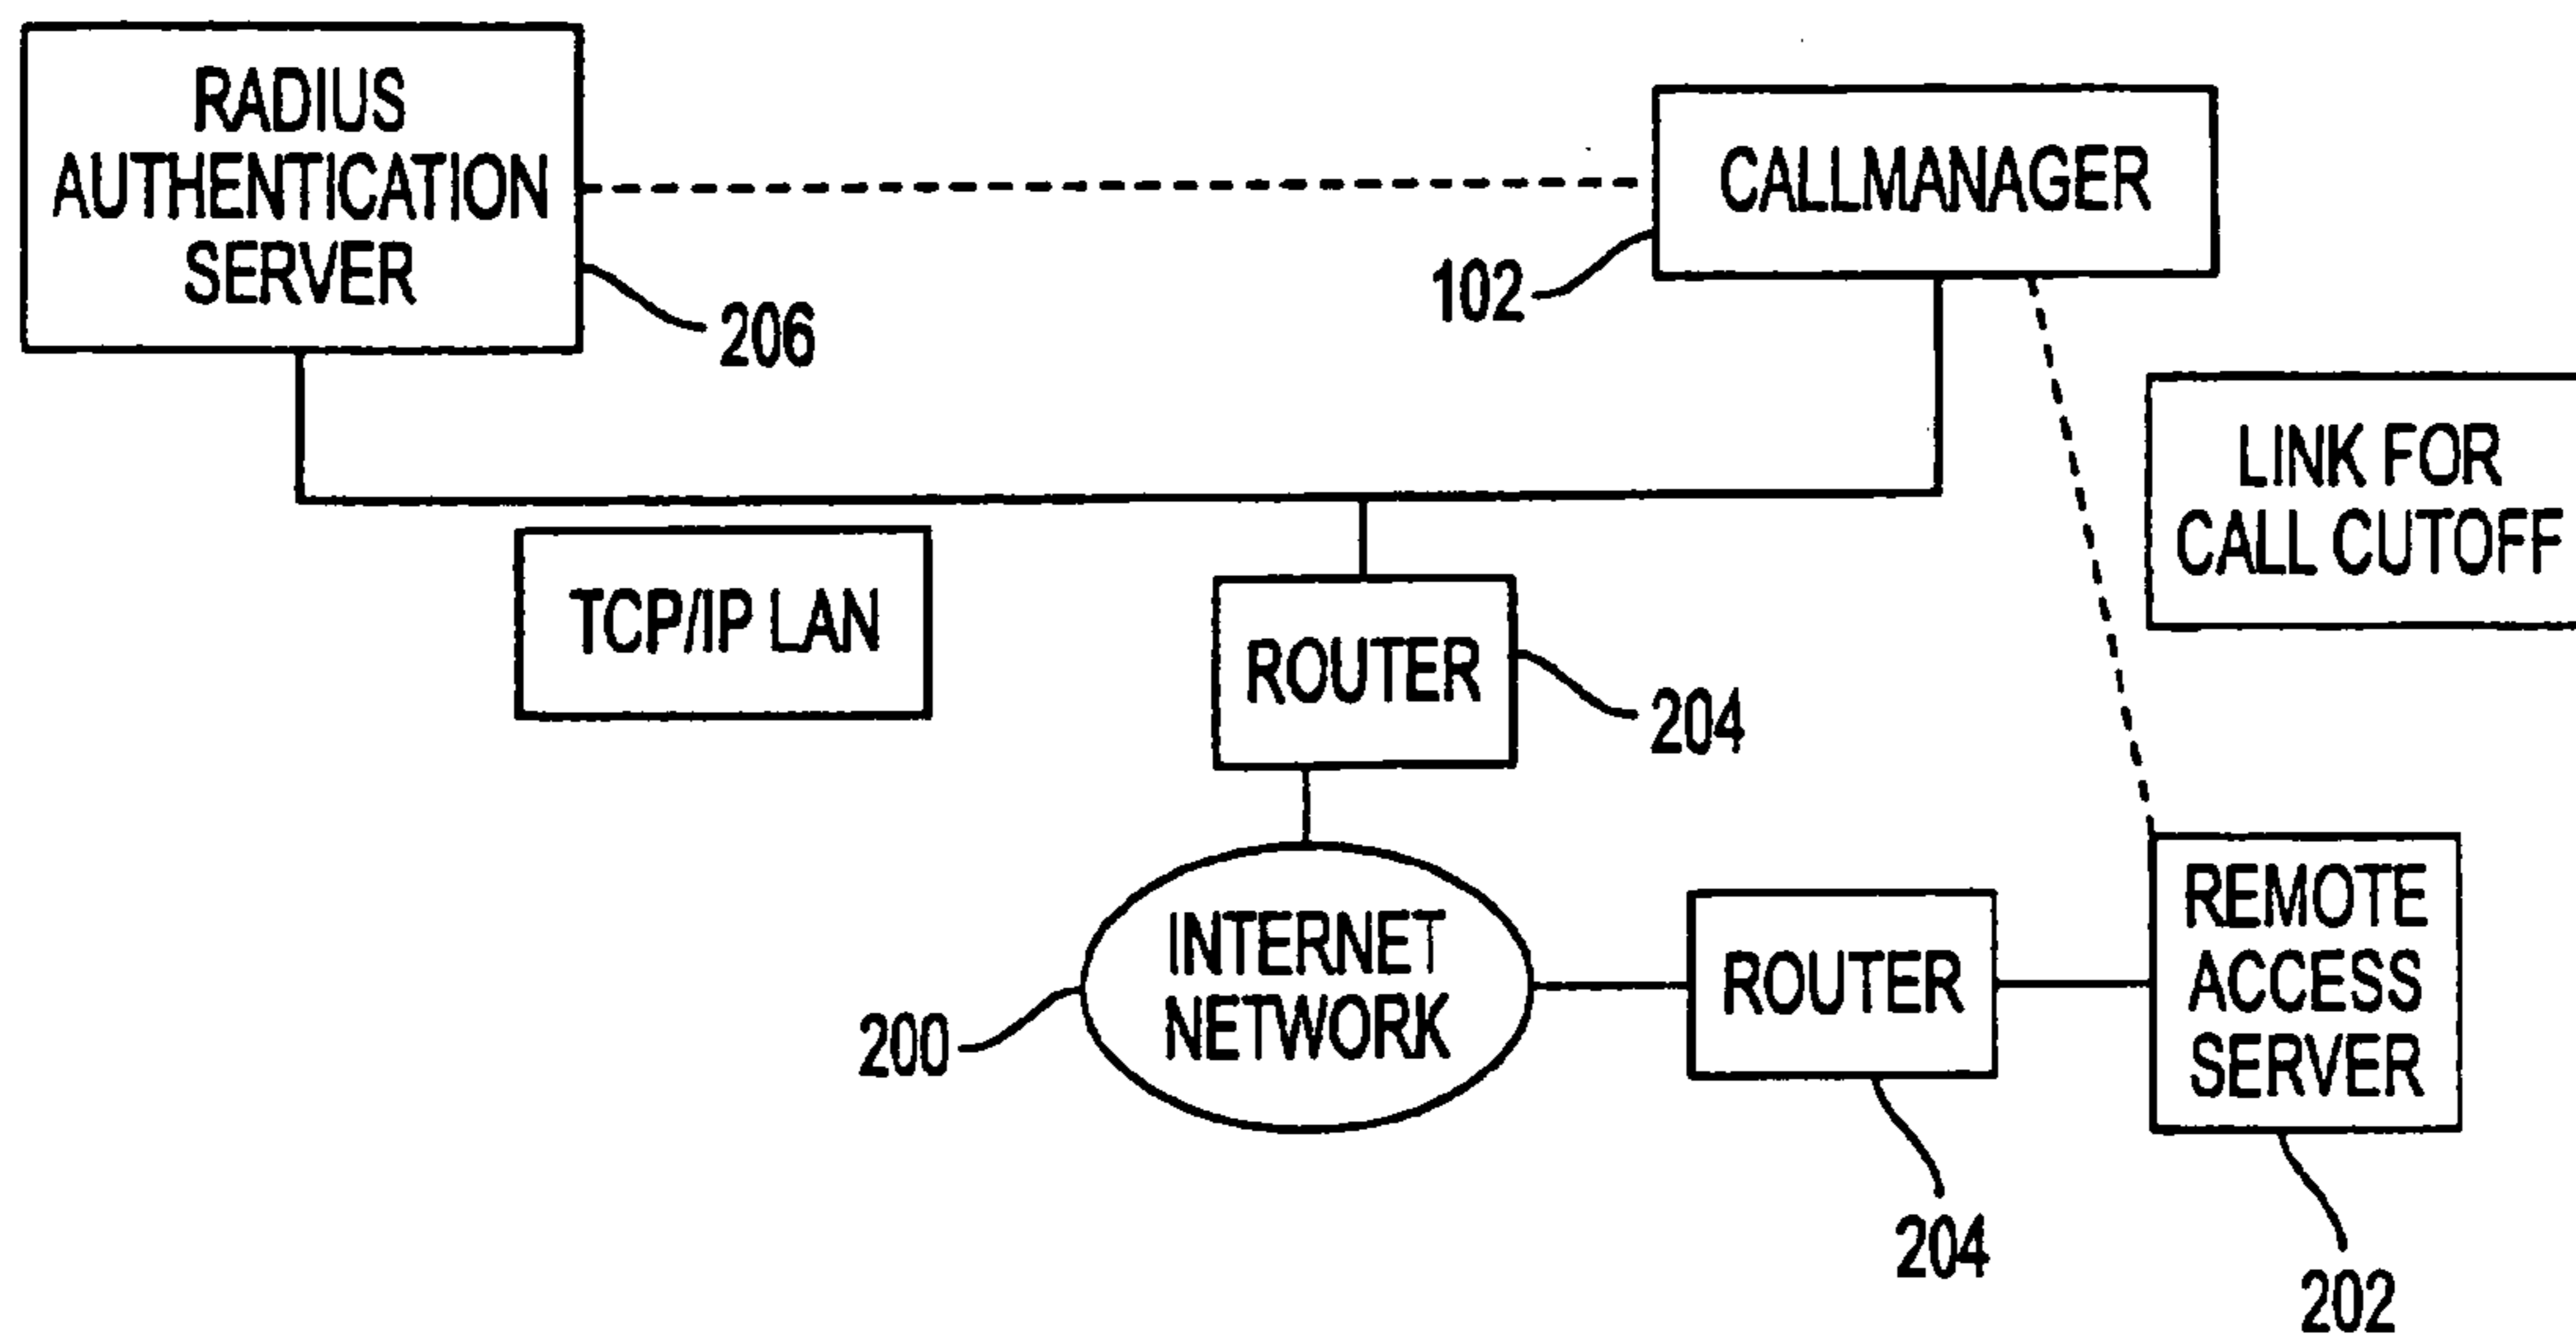 RADIUS
AUTHENTICATION
SERVER
206
CALLMANAGER
102
LINK FOR
CALL CUTOFF
TCP/IP LAN
ROUTER
204
INTERNET
NETWORK
200
ROUTER
204
REMOTE
ACCESS
SERVER
202